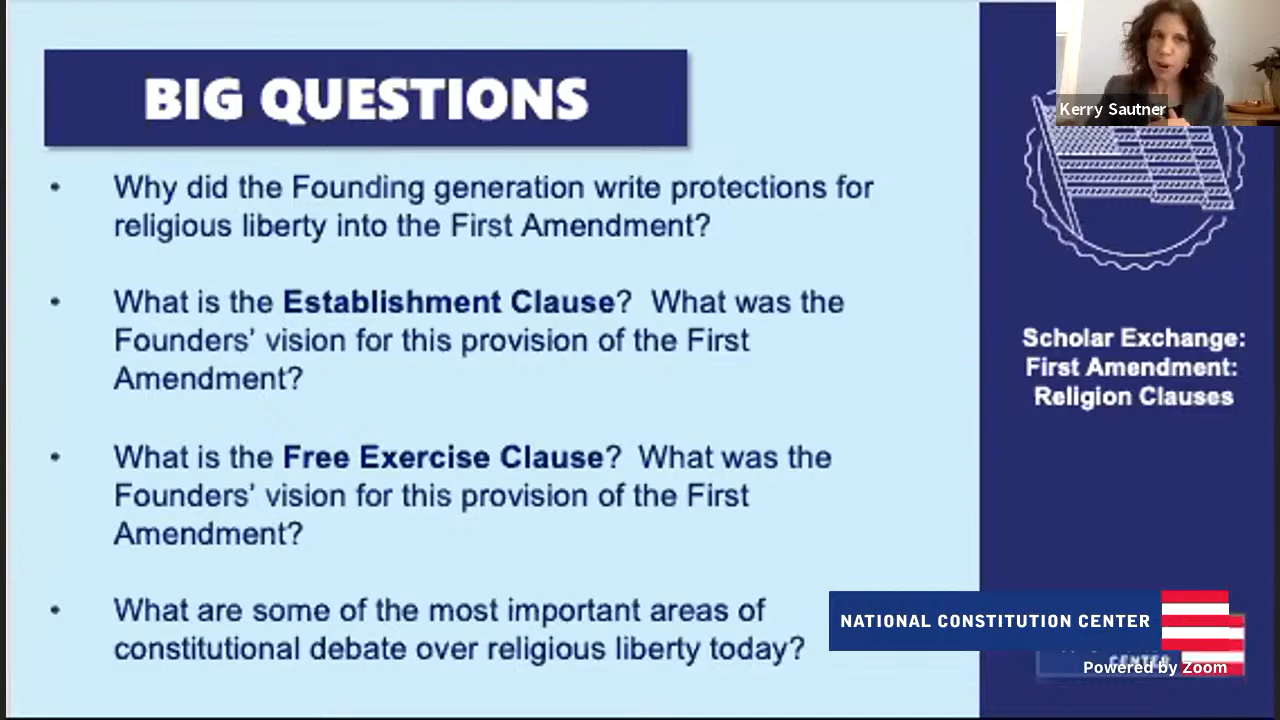 BIG QUESTIONS
• Why did the Founding generation write protections for
religious liberty into the First Amendment?
• What is the Establishment Clause?  What was the
Founders’ vision for this provision of the First
Amendment?
• What is the Free Exercise Clause?  What was the
Founders’ vision for this provision of the First
Amendment?
• What are some of the most important areas of
constitutional debate over religious liberty today?
Kerry Sautner
Scholar Exchange:
First Amendment:
Religion Clauses
NATIONAL CONSTITUTION CENTER
CENTER
Powered by Zoom